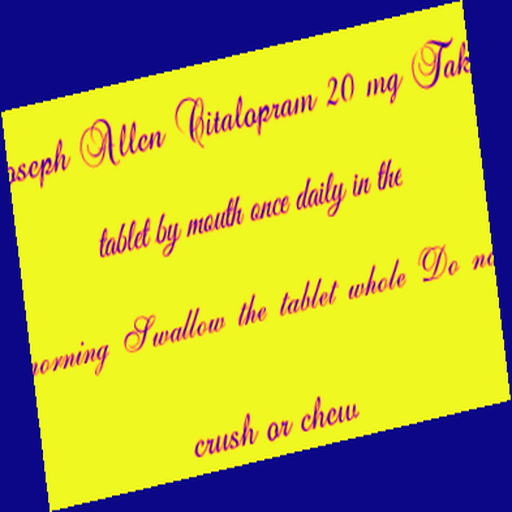 oseph Allen Citalopram 20 mg Tak
tablet by mouth once daily in the
orning Swallow the tablet whole Do no
crush or chew